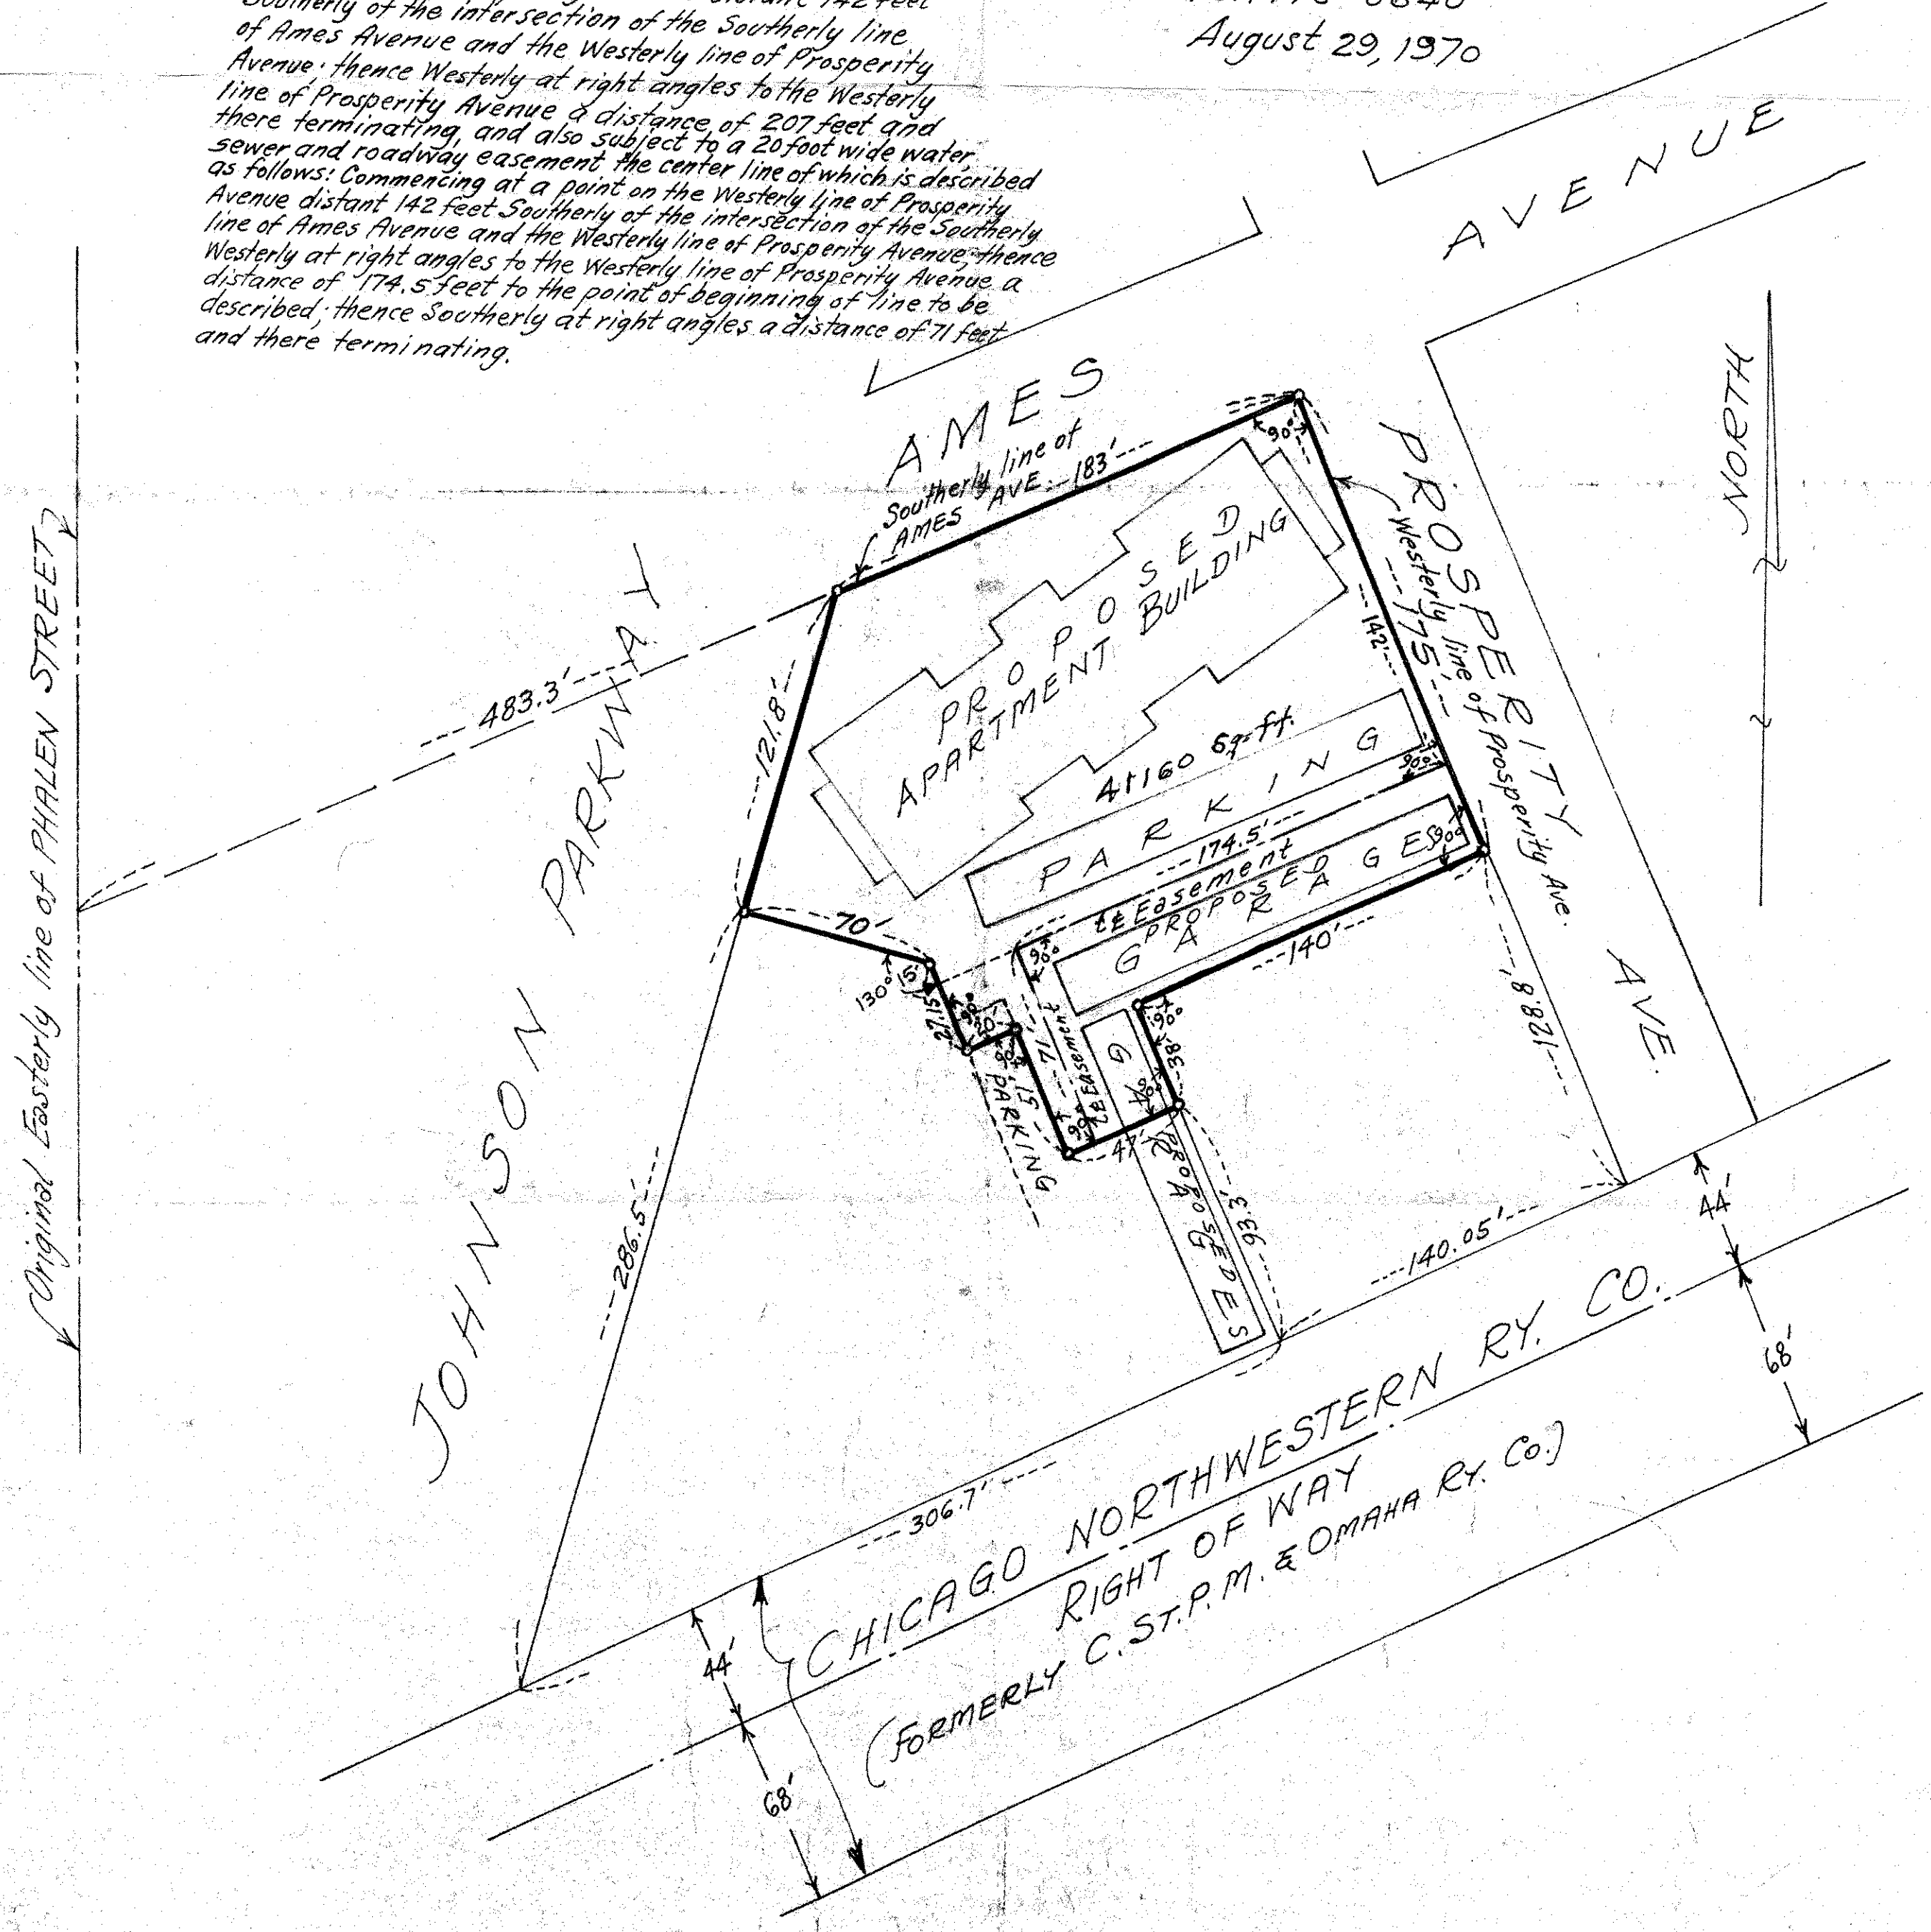 Southerly of the intersection of the Southerly line
of Ames Avenue and the Westerly line of Prosperity
Avenue; thence Westerly at right angles to the Westerly
line of Prosperity Avenue a distance of 207 feet and
there terminating, and also subject to a 20 foot wide water
sewer and roadway easement the center line of which is described
as follows: Commencing at a point on the Westerly line of Prosperity
Avenue distant 142 feet Southerly of the intersection of the Southerly
line of Ames Avenue and the Westerly line of Prosperity Avenue; thence
Westerly at right angles to the Westerly line of Prosperity Avenue a
distance of 174.5 feet to the point of beginning of line to be
described; thence Southerly at right angles a distance of 71 feet
and there terminating.
August 29, 1970
AMES AVENUE
Southerly line of
AMES AVE.
183'
90°
NORTH
PROSPERITY AVE.
Westerly line of Prosperity Ave.
175'
142'
PROPOSED
APARTMENT BUILDING
41160 Sq. ft.
PARKING
90°
174.5'
℄ Easement
PROPOSED
GARAGES
90°
140'
483.3'
121.8'
JOHNSON PARKWAY
Original Easterly line of PHALEN STREET
70'
130°
15'
90°
20'
90°
51'
PARKING
90°
71'
℄ Easement
90°
47'
90°
38'
90°
PROPOSED
GARAGES
93.3'
128.8'
140.05'
286.5'
306.7'
44'
68'
44'
68'
CHICAGO NORTHWESTERN RY. CO.
RIGHT OF WAY
(FORMERLY C. ST. P. M. & OMAHA RY. CO.)